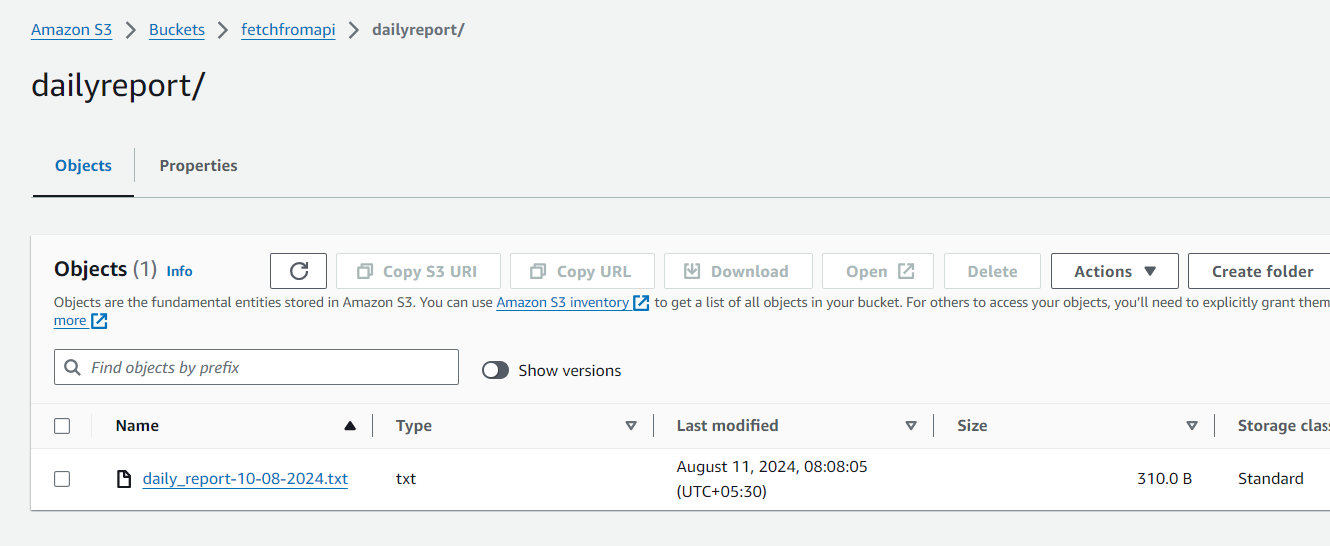 Amazon S3 > Buckets > fetchfromapi > dailyreport/
dailyreport/
Objects Properties
Objects (1) Info Copy S3 URI Copy URL Download Open Delete Actions Create folder
Objects are the fundamental entities stored in Amazon S3. You can use Amazon S3 inventory to get a list of all objects in your bucket. For others to access your objects, you'll need to explicitly grant them
more
Find objects by prefix Show versions
Name Type Last modified Size Storage
daily_report-10-08-2024.txt txt August 11, 2024, 08:08:05 (UTC+05:30) 310.0 B Standard